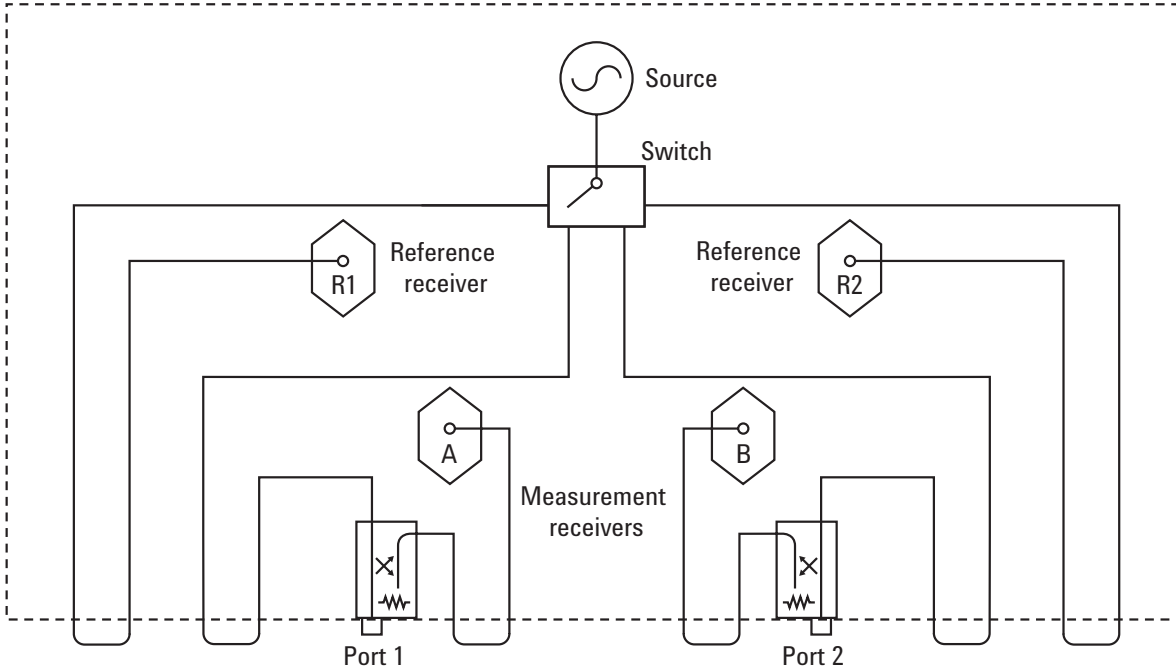 Source
Switch
Reference
receiver
R1
Reference
receiver
R2
A
B
Measurement
receivers
Port 1
Port 2